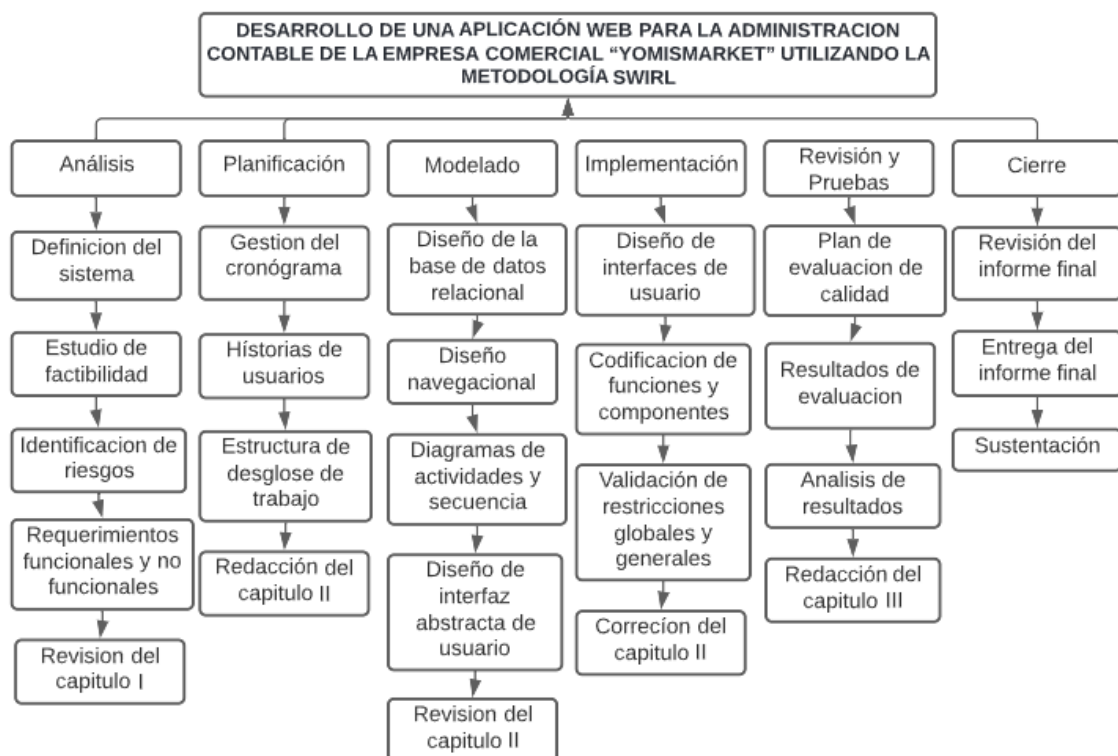 DESARROLLO DE UNA APLICACIÓN WEB PARA LA ADMINISTRACION
CONTABLE DE LA EMPRESA COMERCIAL “YOMISMARKET” UTILIZANDO LA
METODOLOGÍA SWIRL
Análisis
Definicion del
sistema
Estudio de
factibilidad
Identificacion de
riesgos
Requerimientos
funcionales y no
funcionales
Revision del
capitulo I
Planificación
Gestion del
cronógrama
Hístorias de
usuarios
Estructura de
desglose de
trabajo
Redacción del
capitulo II
Modelado
Diseño de la
base de datos
relacional
Diseño
navegacional
Diagramas de
actividades y
secuencia
Diseño de
interfaz
abstracta de
usuario
Revision del
capitulo II
Implementación
Diseño de
interfaces de
usuario
Codificacion de
funciones y
componentes
Validación de
restricciones
globales y
generales
Correcíon del
capitulo II
Revisión y
Pruebas
Plan de
evaluacion de
calidad
Resultados de
evaluacion
Analisis de
resultados
Redacción del
capitulo III
Cierre
Revisión del
informe final
Entrega del
informe final
Sustentación